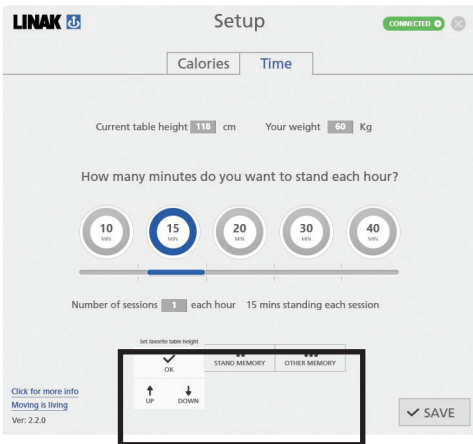 LINAK
Setup
CONNECTED
Calories
Time
Current table height 118 cm
Your weight 60 Kg
How many minutes do you want to stand each hour?
10 MIN
15 MIN
20 MIN
30 MIN
40 MIN
Number of sessions 1 each hour 15 mins standing each session
Set favorite table height
OK
STAND MEMORY
OTHER MEMORY
UP
DOWN
Click for more info
Moving is living
Ver: 2.2.0
SAVE